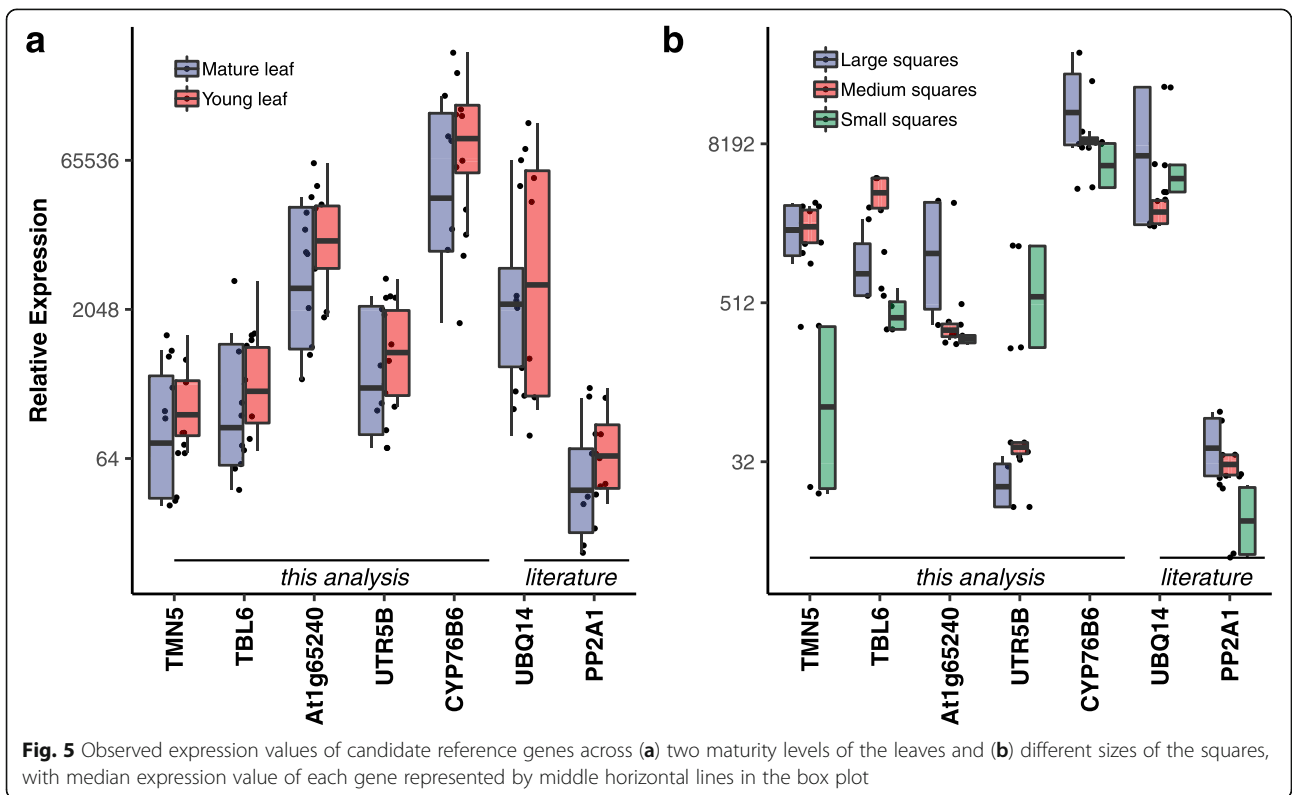 a
Mature leaf
Young leaf
Relative Expression
65536
2048
64
this analysis
literature
TMN5
TBL6
At1g65240
UTR5B
CYP76B6
UBQ14
PP2A1
b
Large squares
Medium squares
Small squares
8192
512
32
this analysis
literature
TMN5
TBL6
At1g65240
UTR5B
CYP76B6
UBQ14
PP2A1
Fig. 5 Observed expression values of candidate reference genes across (a) two maturity levels of the leaves and (b) different sizes of the squares,
with median expression value of each gene represented by middle horizontal lines in the box plot